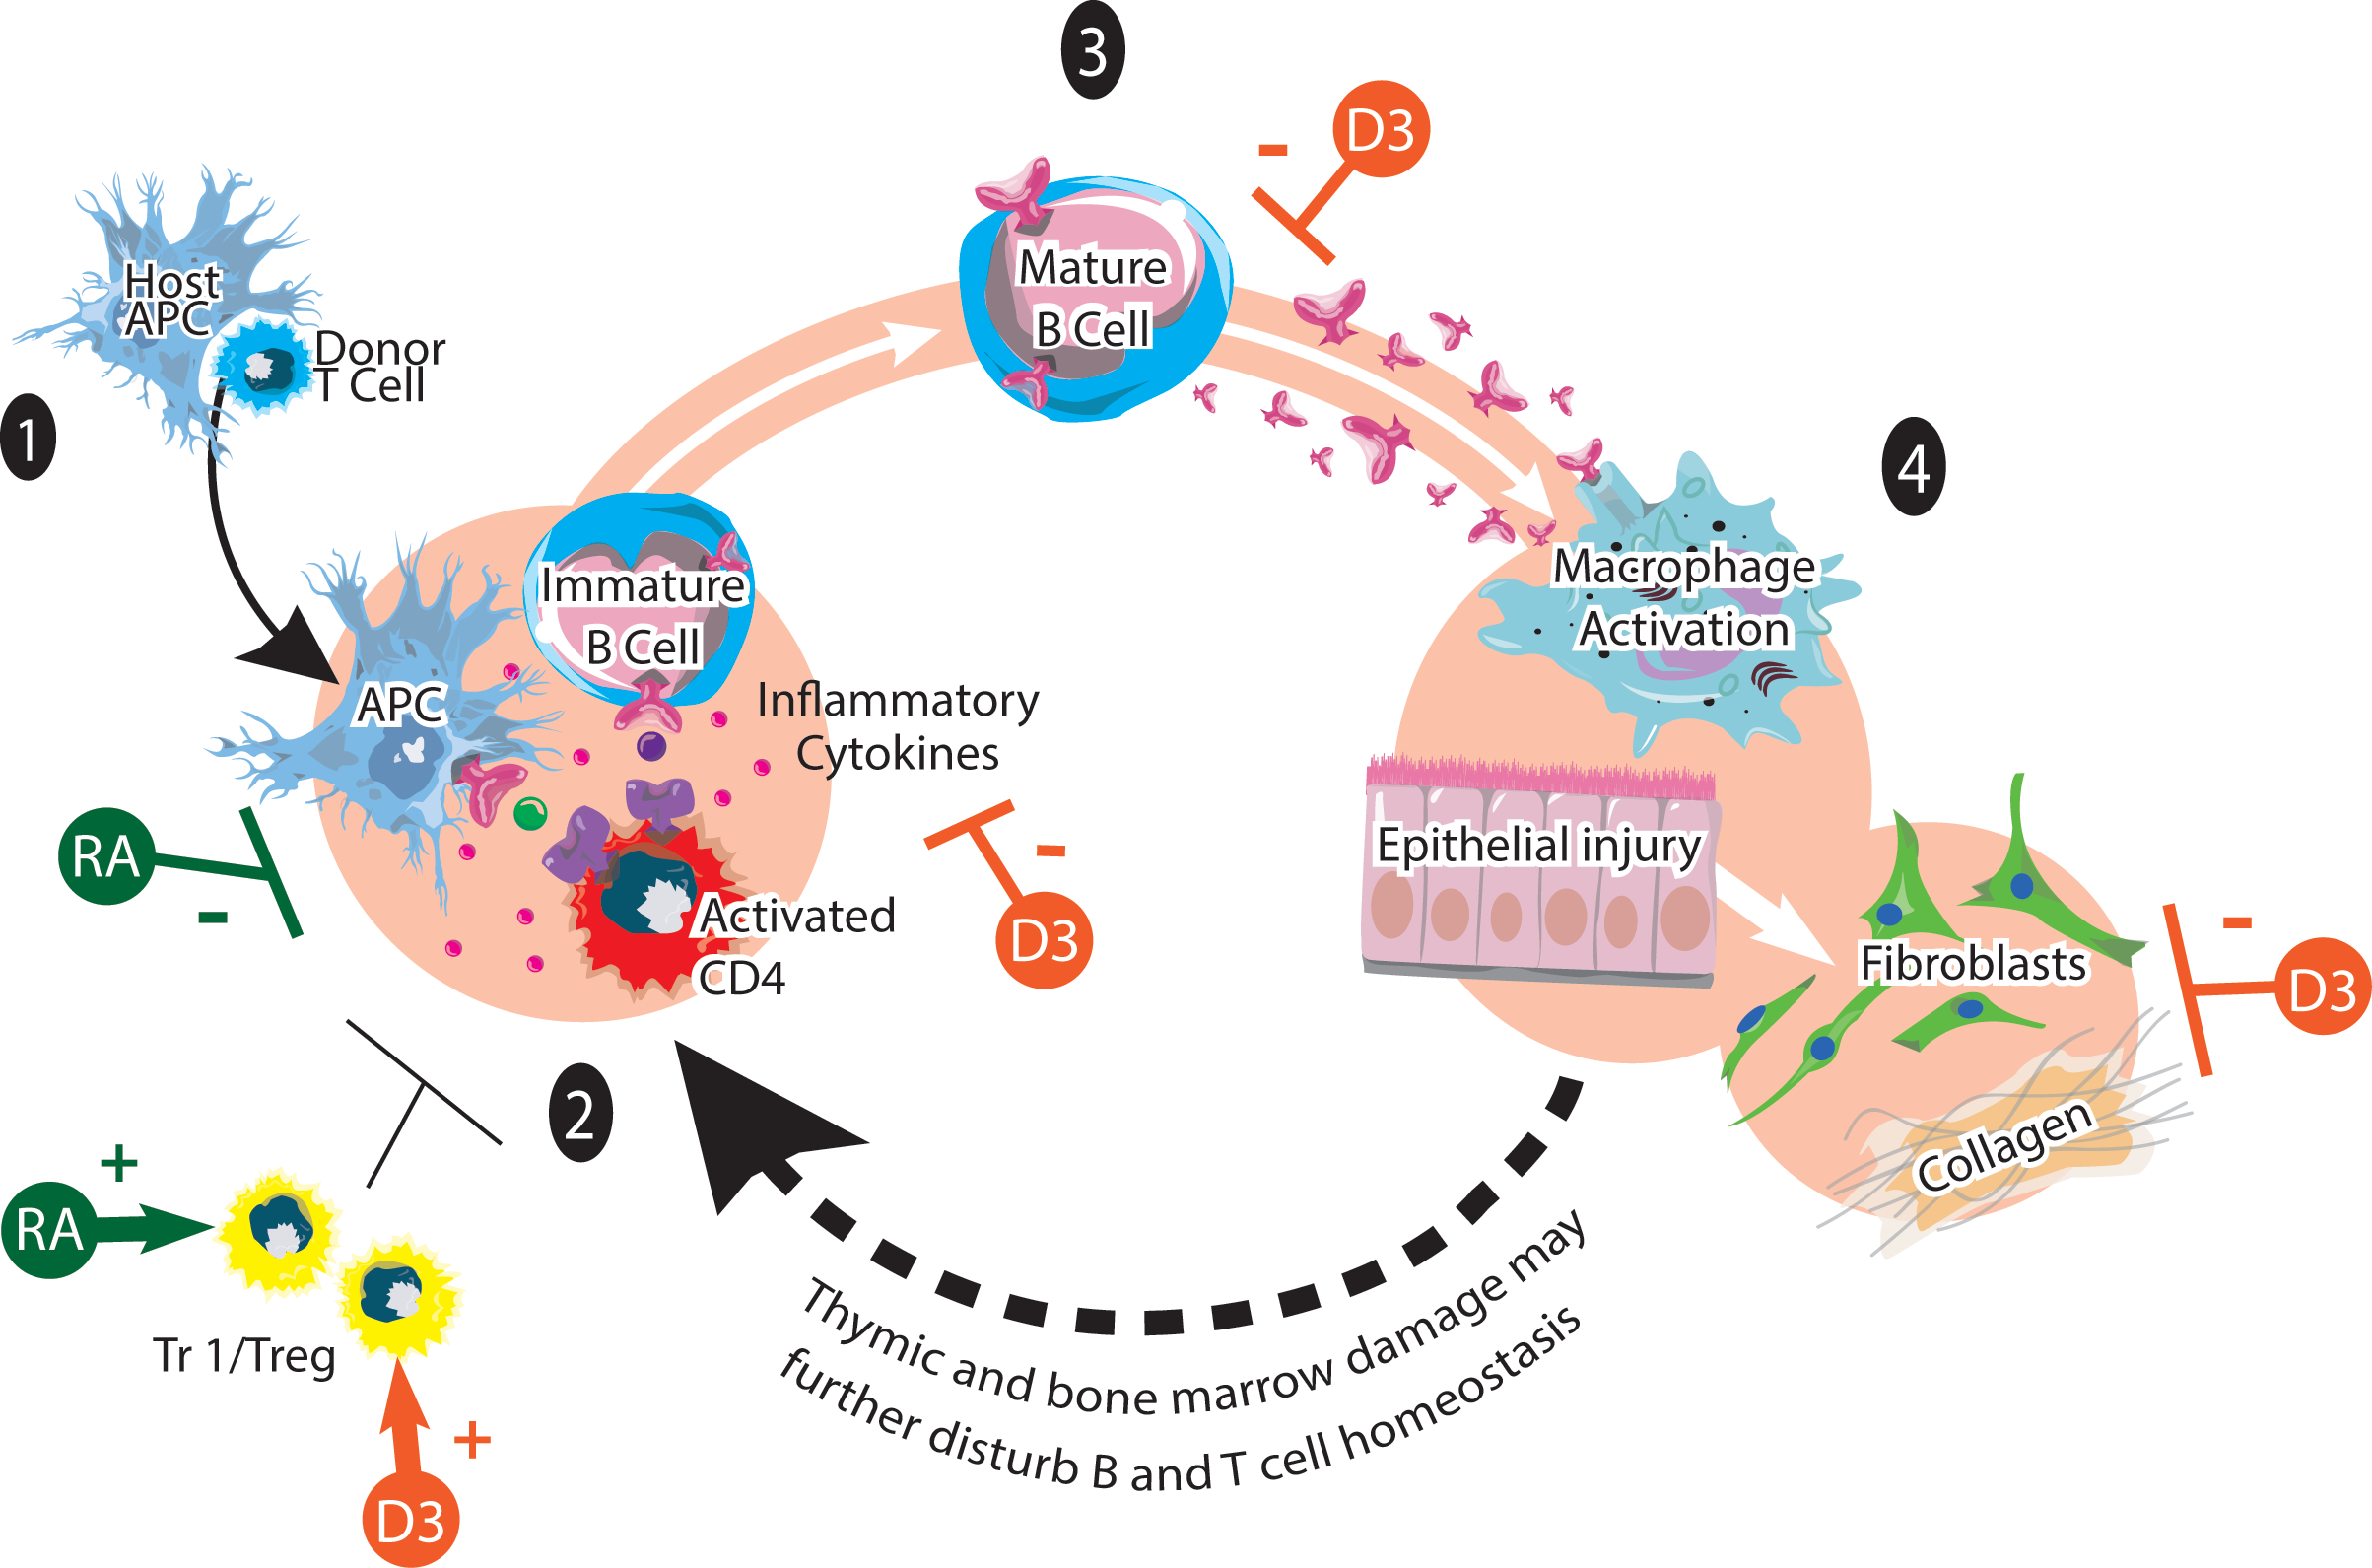 3
D3
-
Mature
B Cell
Host
APC
Donor
T Cell
1
4
Immature
B Cell
Macrophage
Activation
APC
Inflammatory
Cytokines
RA
-
Activated
CD4
-
D3
Epithelial injury
Fibroblasts
-
D3
Collagen
2
+
RA
Tr 1/Treg
+
D3
Thymic and bone marrow damage may
further disturb B and T cell homeostasis